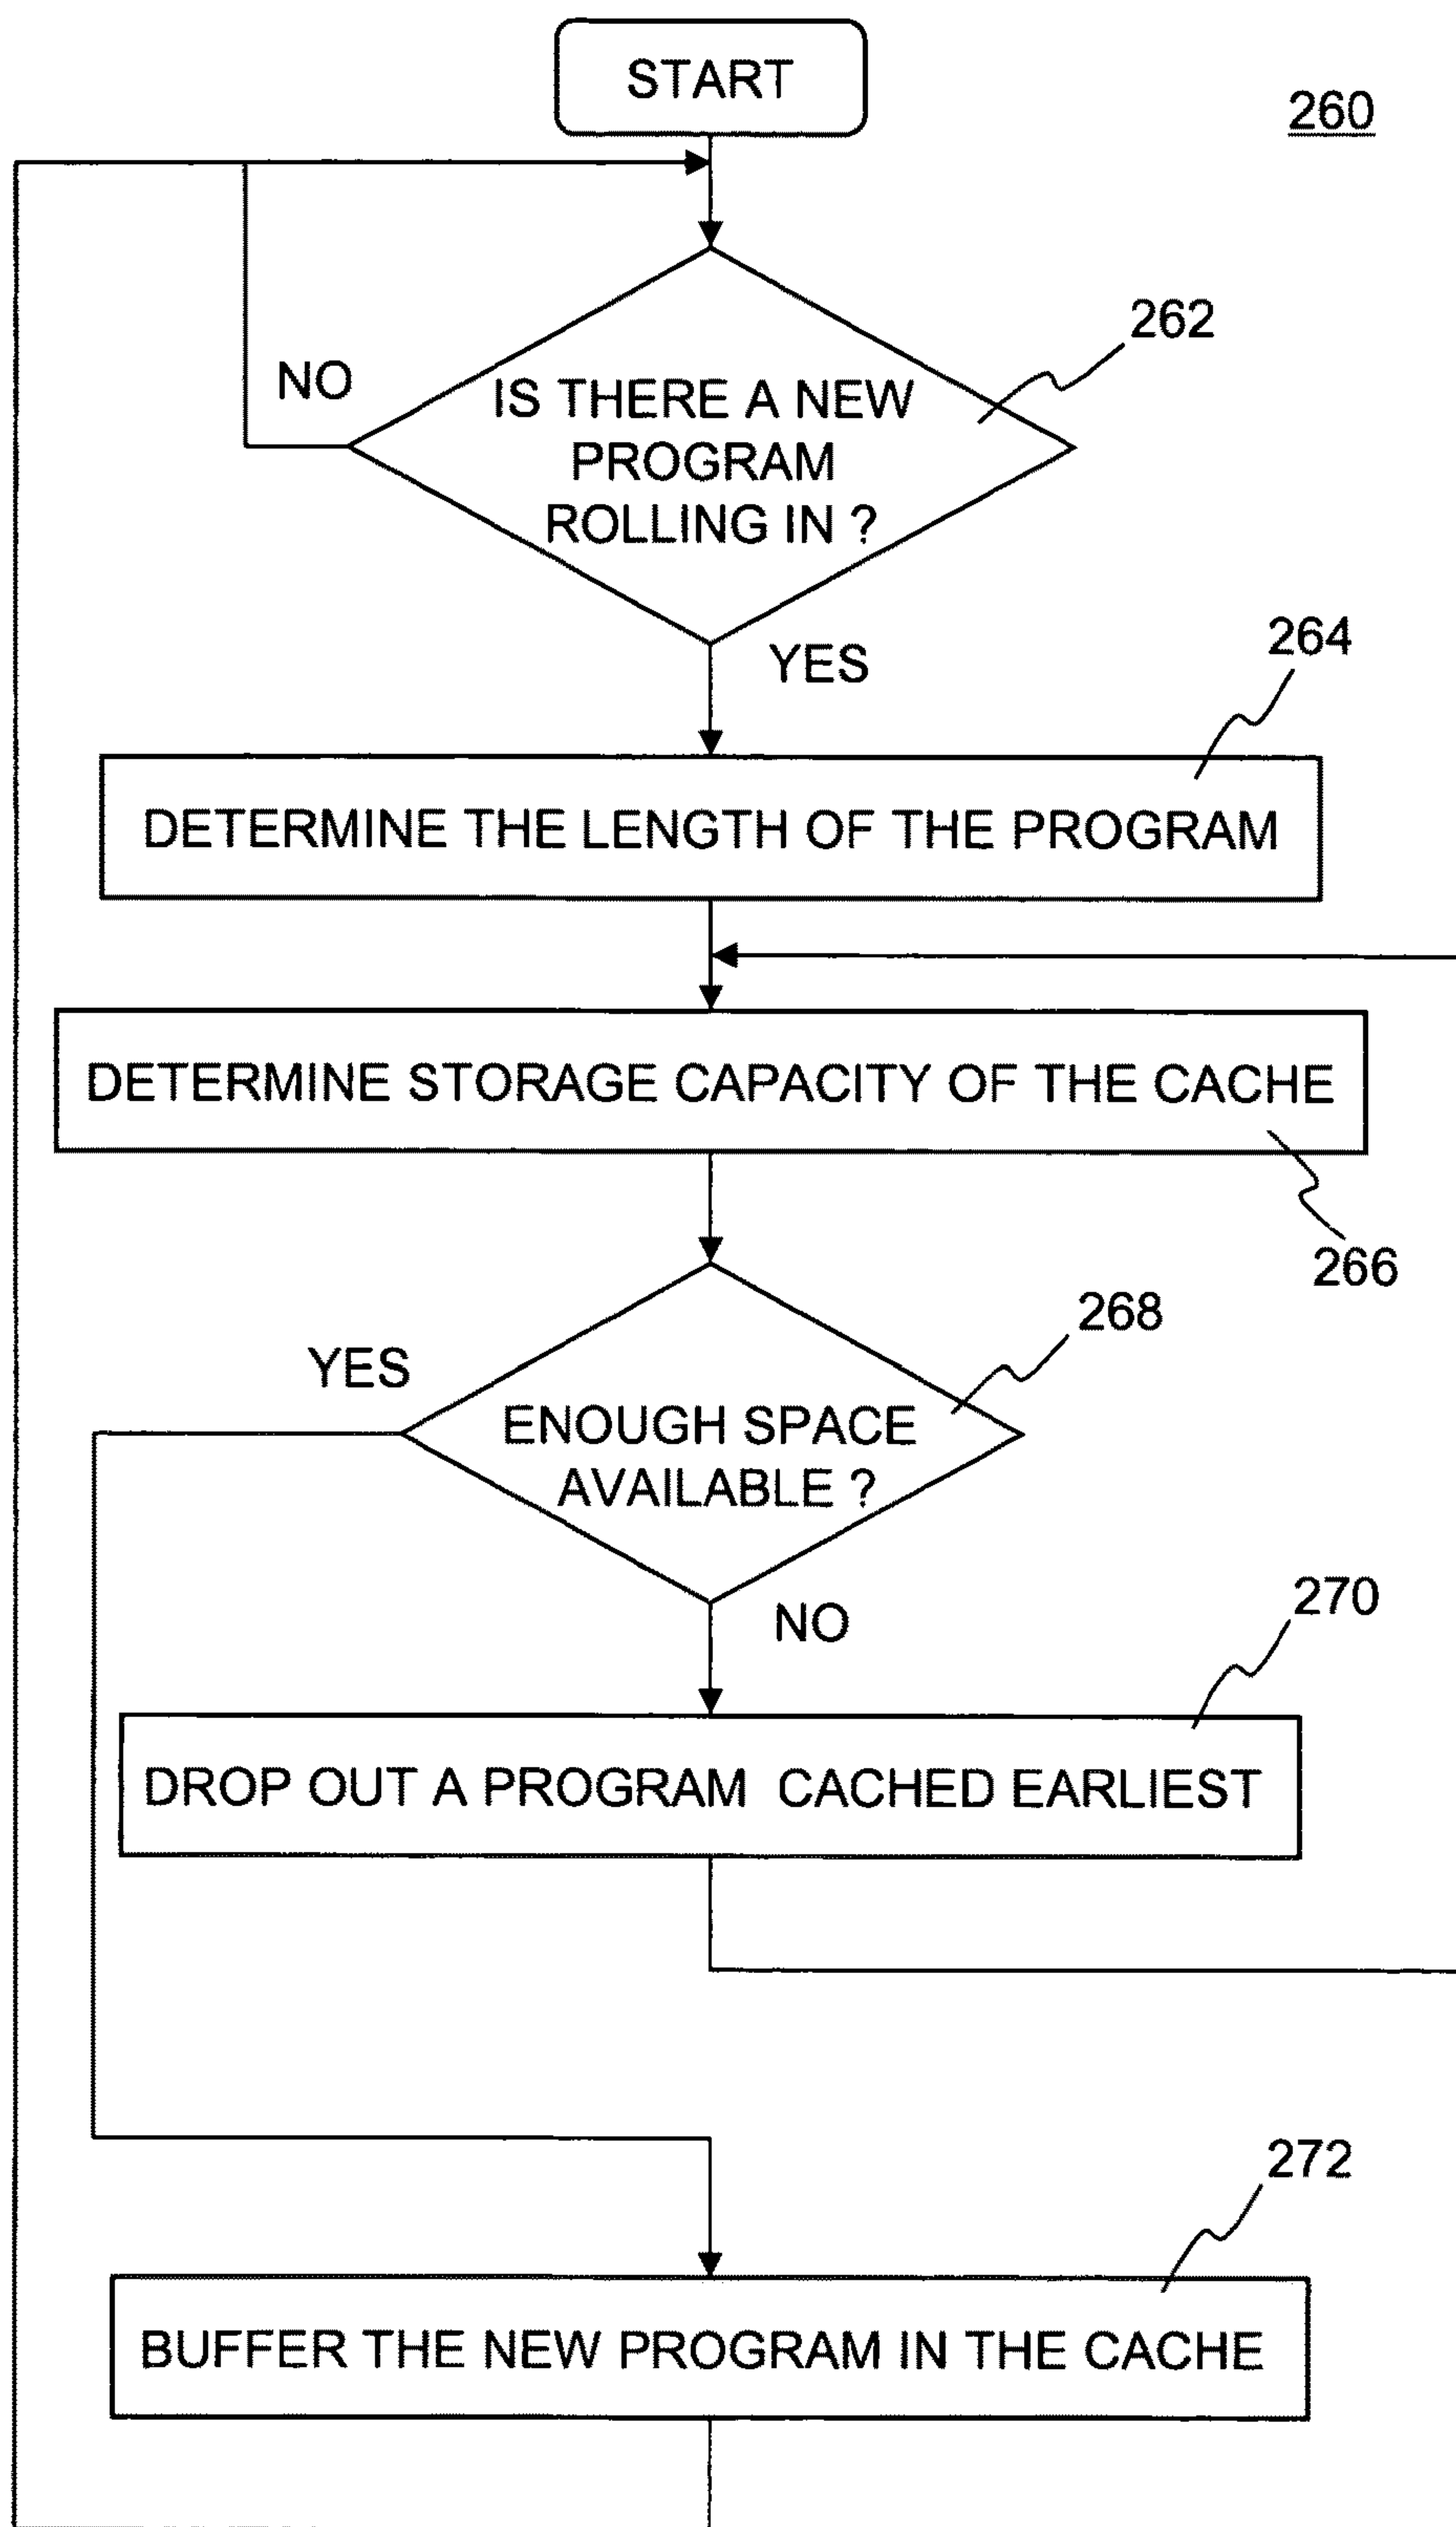 START
260
262
NO
IS THERE A NEW
PROGRAM
ROLLING IN ?
YES
264
DETERMINE THE LENGTH OF THE PROGRAM
DETERMINE STORAGE CAPACITY OF THE CACHE
266
268
YES
ENOUGH SPACE
AVAILABLE ?
NO
270
DROP OUT A PROGRAM CACHED EARLIEST
272
BUFFER THE NEW PROGRAM IN THE CACHE